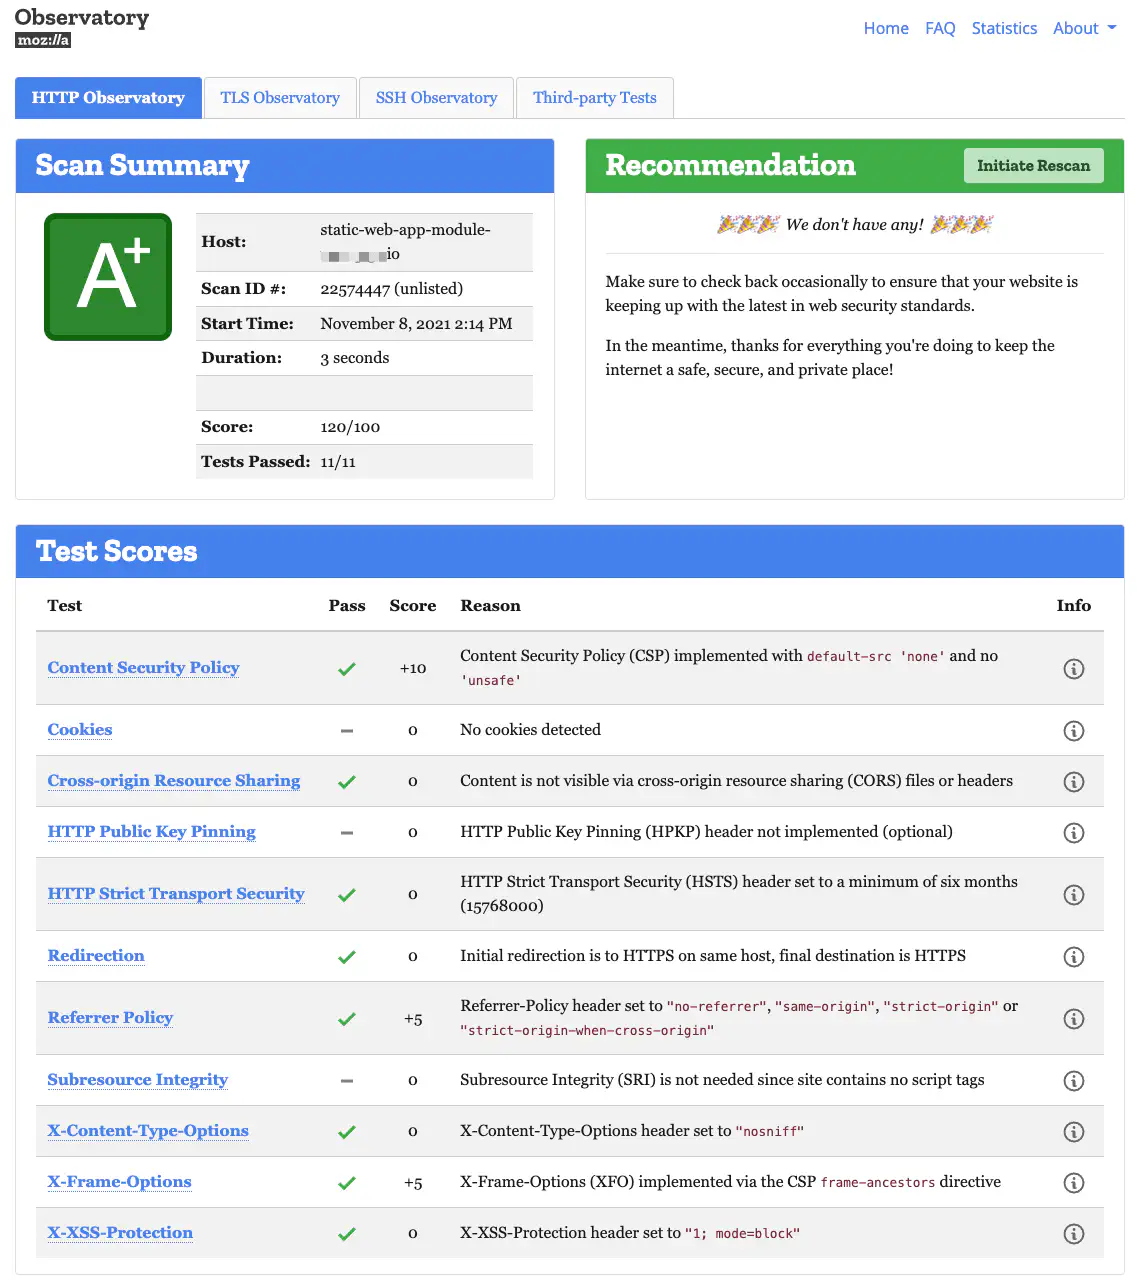 Observatory
moz://a
Home FAQ Statistics About
HTTP Observatory TLS Observatory SSH Observatory Third-party Tests
Scan Summary
A+
Host: static-web-app-module-
io
Scan ID #: 22574447 (unlisted)
Start Time: November 8, 2021 2:14 PM
Duration: 3 seconds
Score: 120/100
Tests Passed: 11/11
Recommendation Initiate Rescan
We don't have any!
Make sure to check back occasionally to ensure that your website is
keeping up with the latest in web security standards.
In the meantime, thanks for everything you're doing to keep the
internet a safe, secure, and private place!
Test Scores
Test Pass Score Reason Info
Content Security Policy +10 Content Security Policy (CSP) implemented with default-src 'none' and no
'unsafe'
Cookies 0 No cookies detected
Cross-origin Resource Sharing 0 Content is not visible via cross-origin resource sharing (CORS) files or headers
HTTP Public Key Pinning 0 HTTP Public Key Pinning (HPKP) header not implemented (optional)
HTTP Strict Transport Security 0 HTTP Strict Transport Security (HSTS) header set to a minimum of six months
(15768000)
Redirection 0 Initial redirection is to HTTPS on same host, final destination is HTTPS
Referrer Policy +5 Referrer-Policy header set to "no-referrer", "same-origin", "strict-origin" or
"strict-origin-when-cross-origin"
Subresource Integrity 0 Subresource Integrity (SRI) is not needed since site contains no script tags
X-Content-Type-Options 0 X-Content-Type-Options header set to "nosniff"
X-Frame-Options +5 X-Frame-Options (XFO) implemented via the CSP frame-ancestors directive
X-XSS-Protection 0 X-XSS-Protection header set to "1; mode=block"